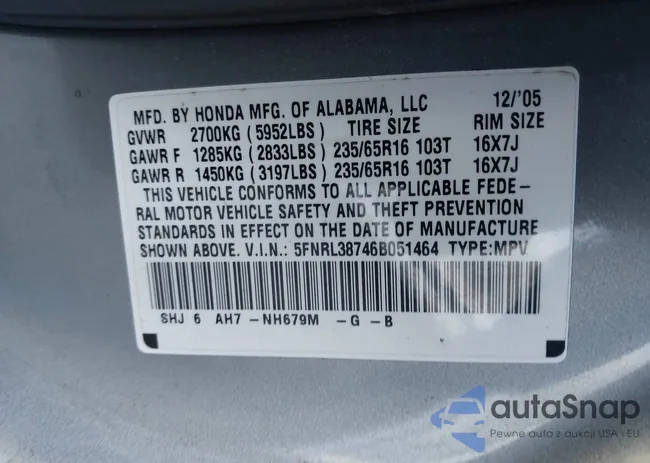 MFD. BY HONDA MFG. OF ALABAMA, LLC 12/'05
GVWR 2700KG (5952LBS) TIRE SIZE RIM SIZE
GAWR F 1285KG (2833LBS) 235/65R16 103T 16X7J
GAWR R 1450KG (3197LBS) 235/65R16 103T 16X7J
THIS VEHICLE CONFORMS TO ALL APPLICABLE FEDE-
RAL MOTOR VEHICLE SAFETY AND THEFT PREVENTION
STANDARDS IN EFFECT ON THE DATE OF MANUFACTURE
SHOWN ABOVE. V.I.N.: 5FNRL38746B051464 TYPE:MPV
SHJ 6 AH7 -NH679M -G -B
autaSnap
Pewne auta z aukcji USA i EU